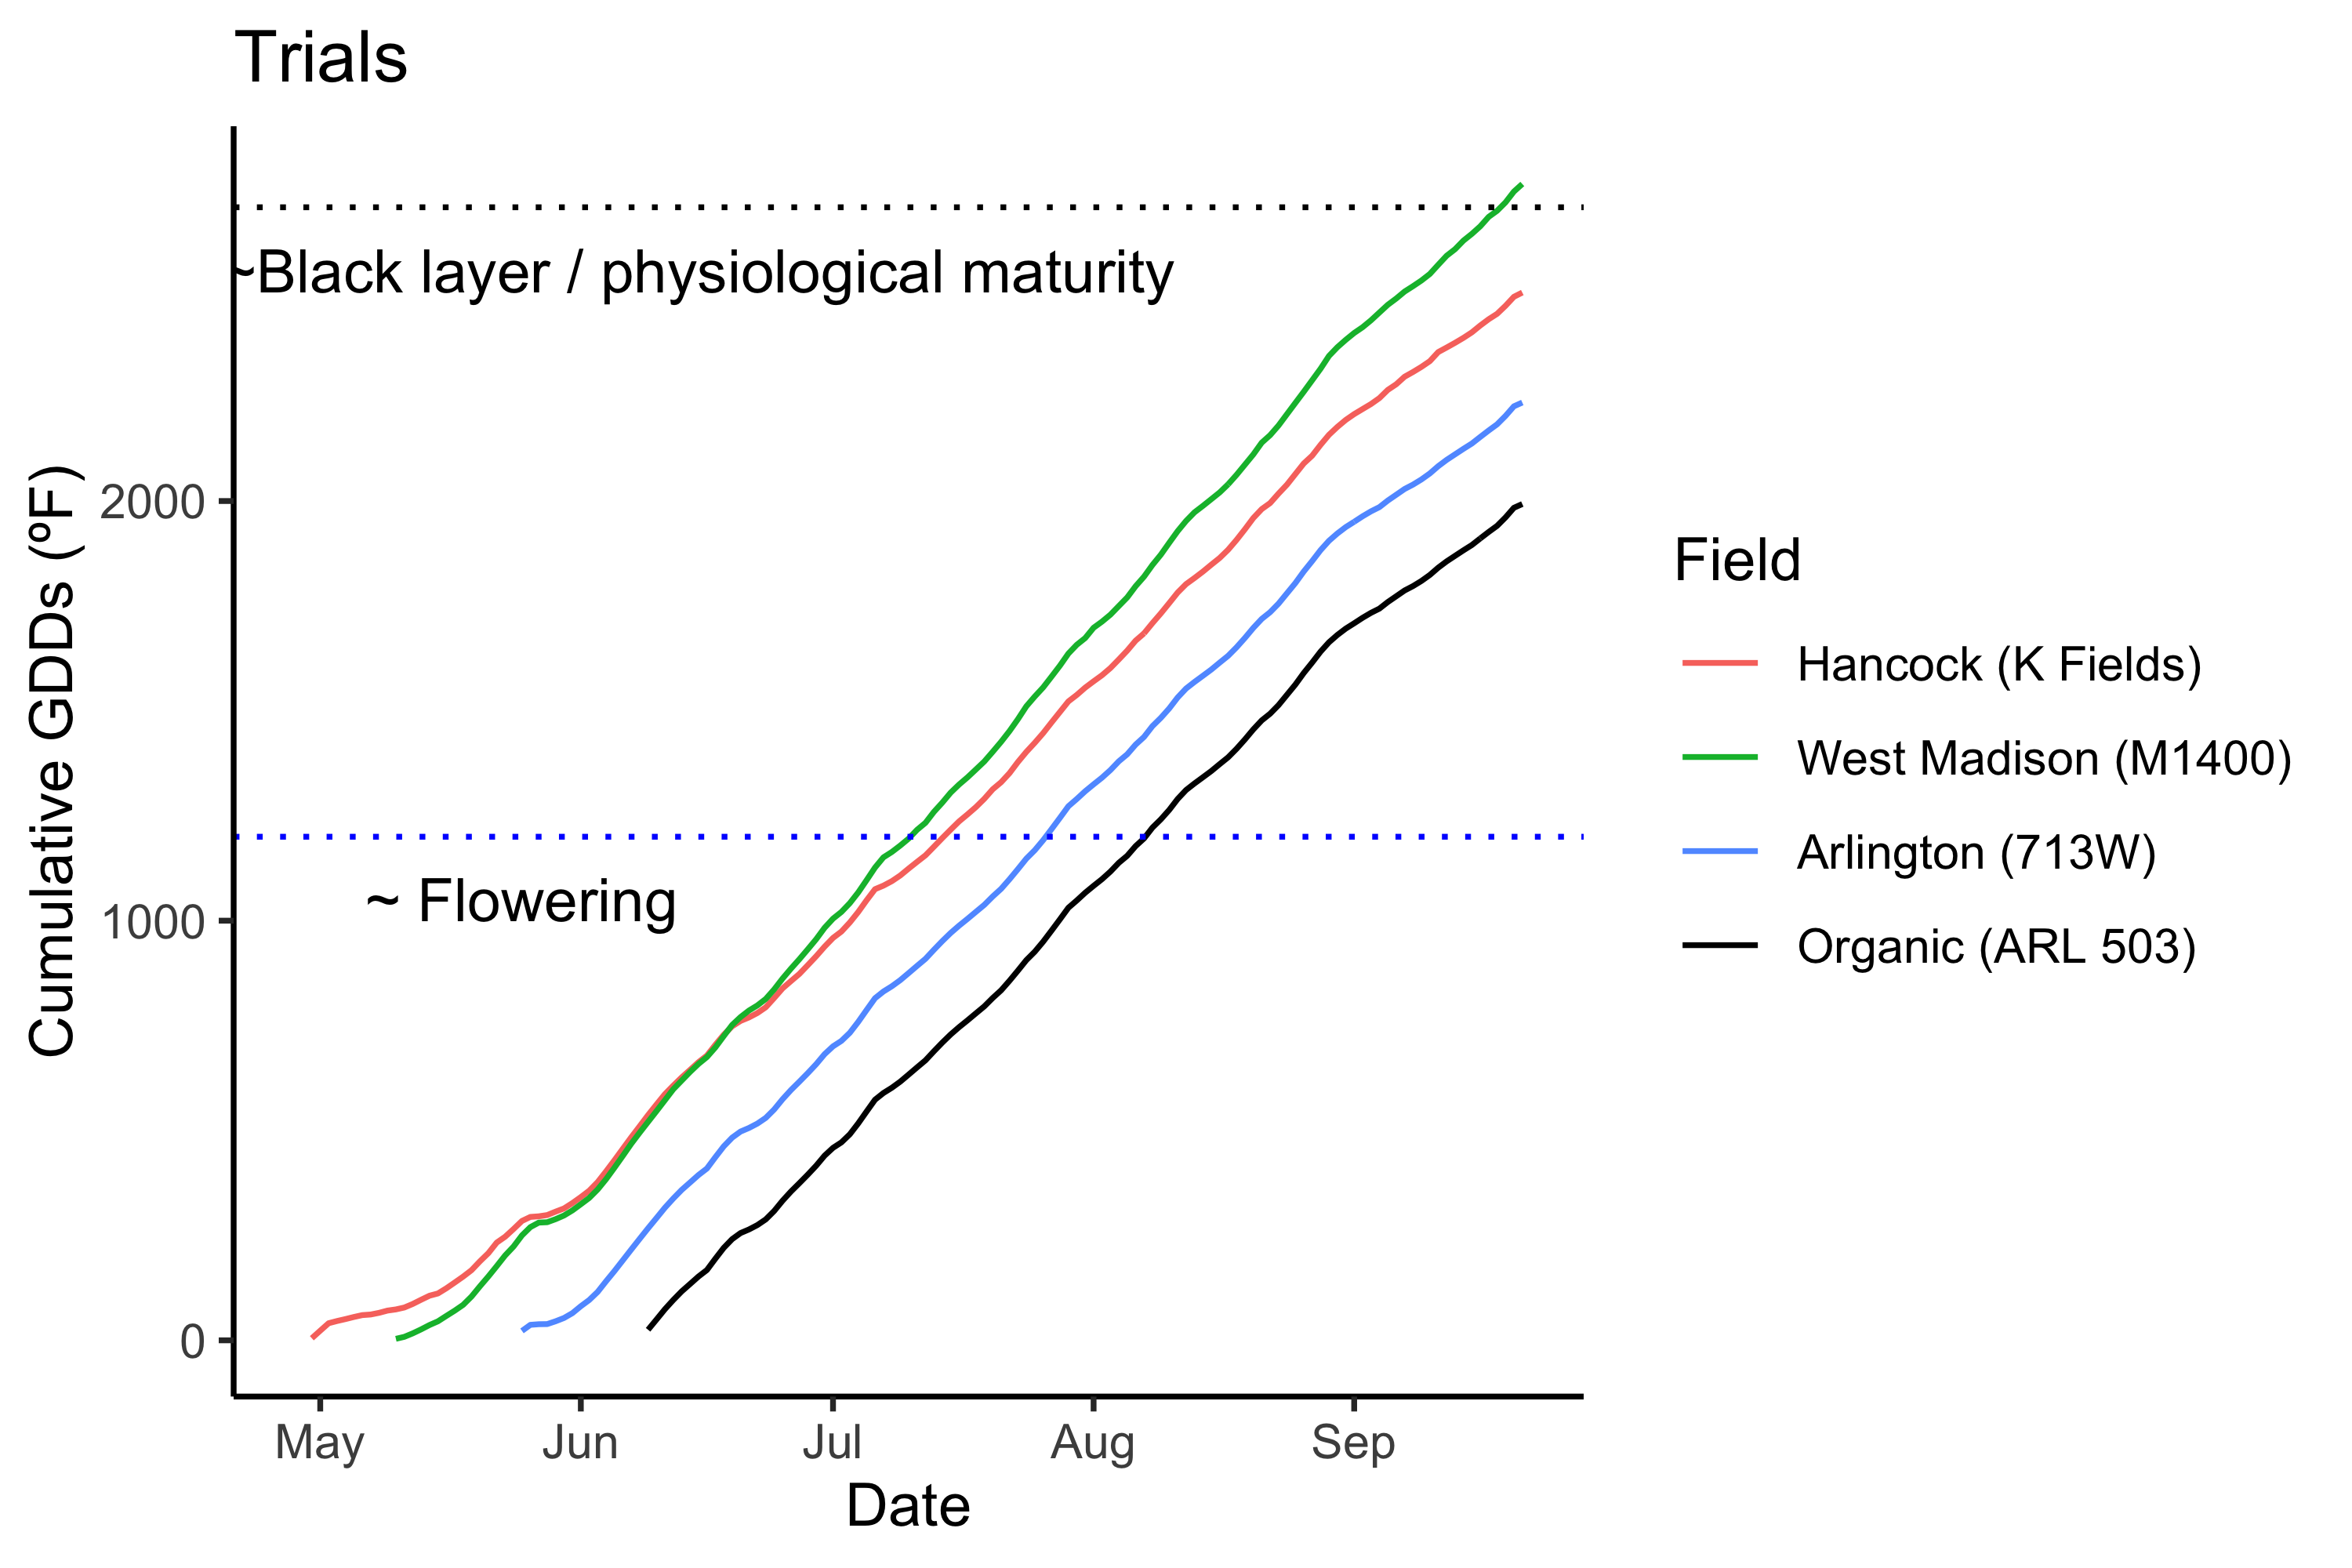 Trials
~Black layer / physiological maturity
~ Flowering
Cumulative GDDs (ºF)
2000
1000
0
May
Jun
Jul
Aug
Sep
Date
Field
Hancock (K Fields)
West Madison (M1400)
Arlington (713W)
Organic (ARL 503)